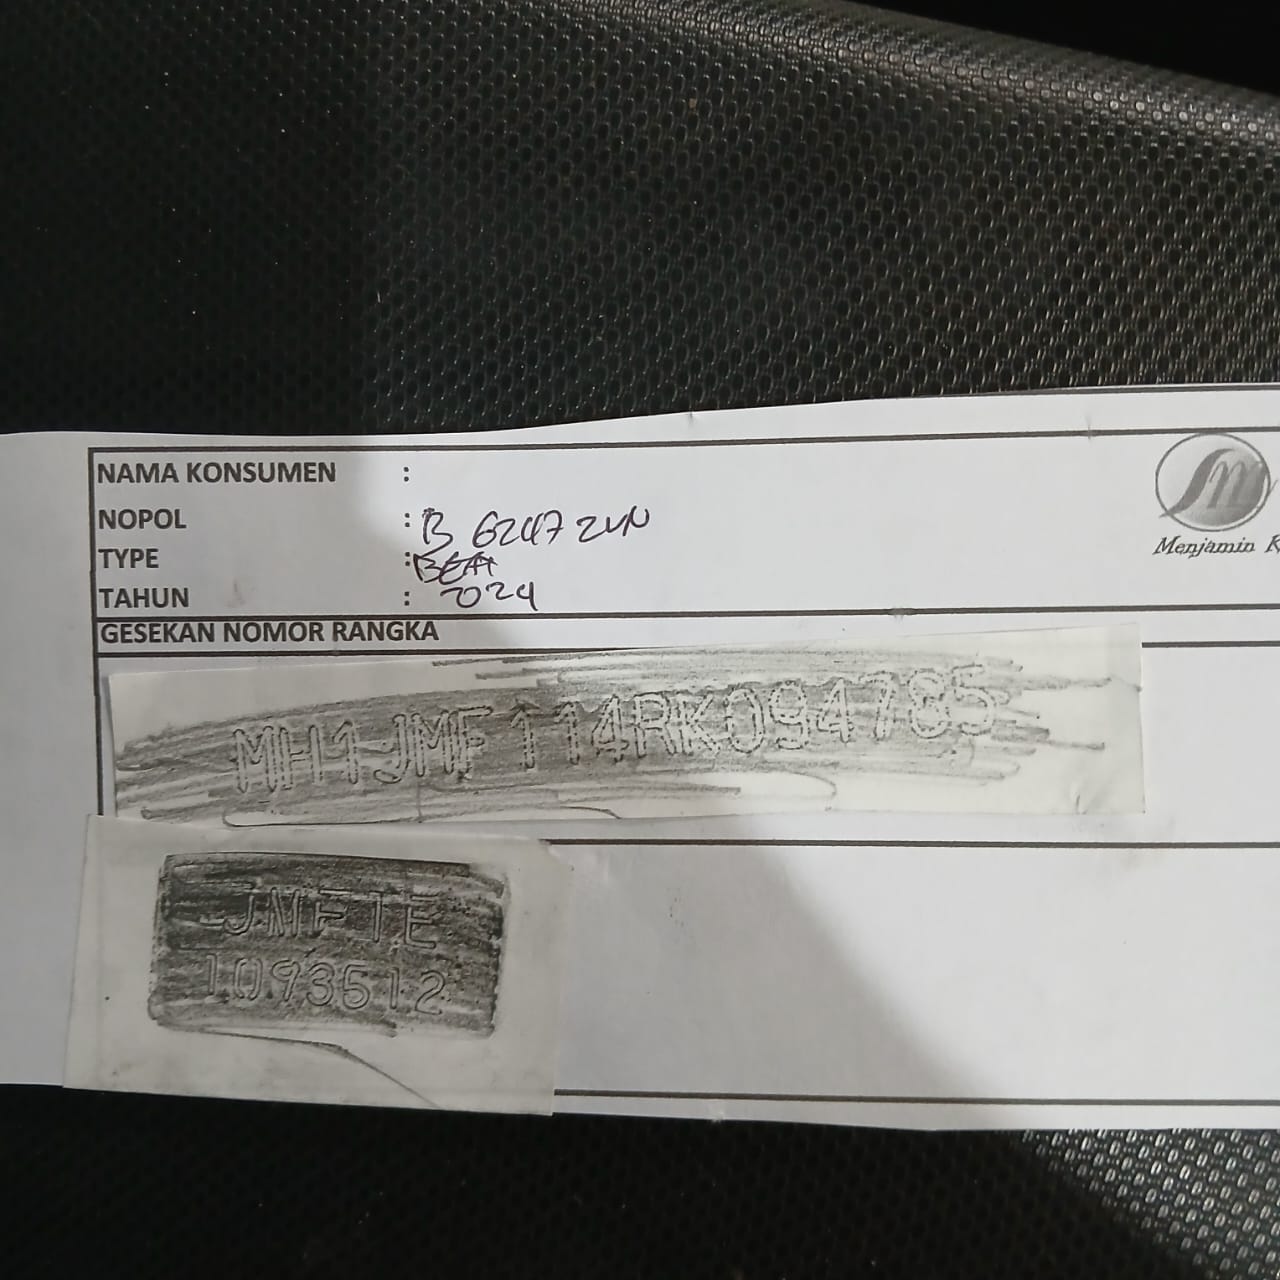 NAMA KONSUMEN :
NOPOL : B 6247 ZUN
TYPE : BEAT
TAHUN : 2024
Menjamin
GESEKAN NOMOR RANGKA
MH1JMF114RK094785
JMF1E
1093512